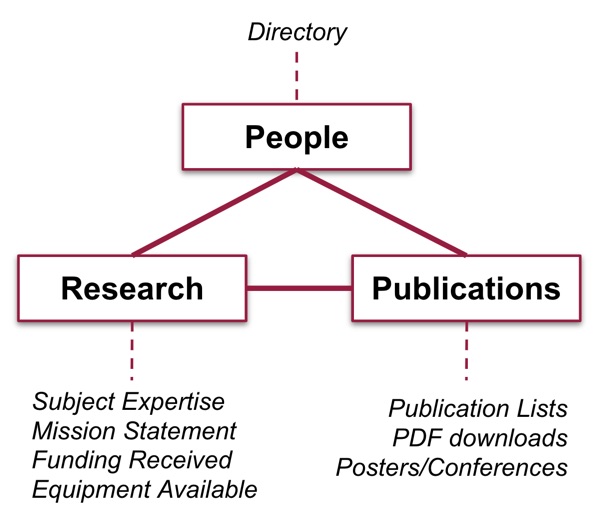 Directory
People
Research
Publications
Subject Expertise
Mission Statement
Funding Received
Equipment Available
Publication Lists
PDF downloads
Posters/Conferences